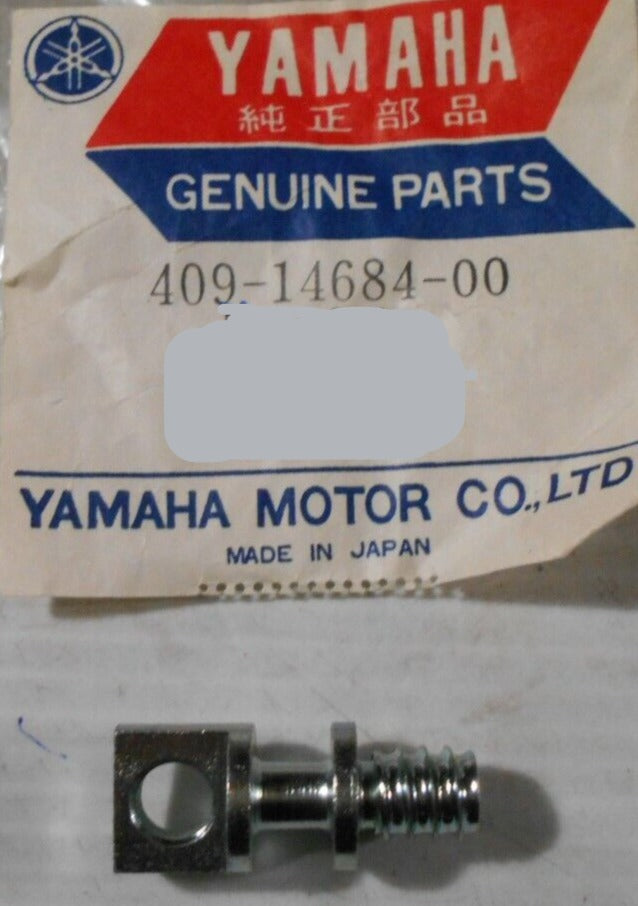 YAMAHA
純正部品
GENUINE PARTS
409-14684-00
YAMAHA MOTOR CO.,LTD
MADE IN JAPAN